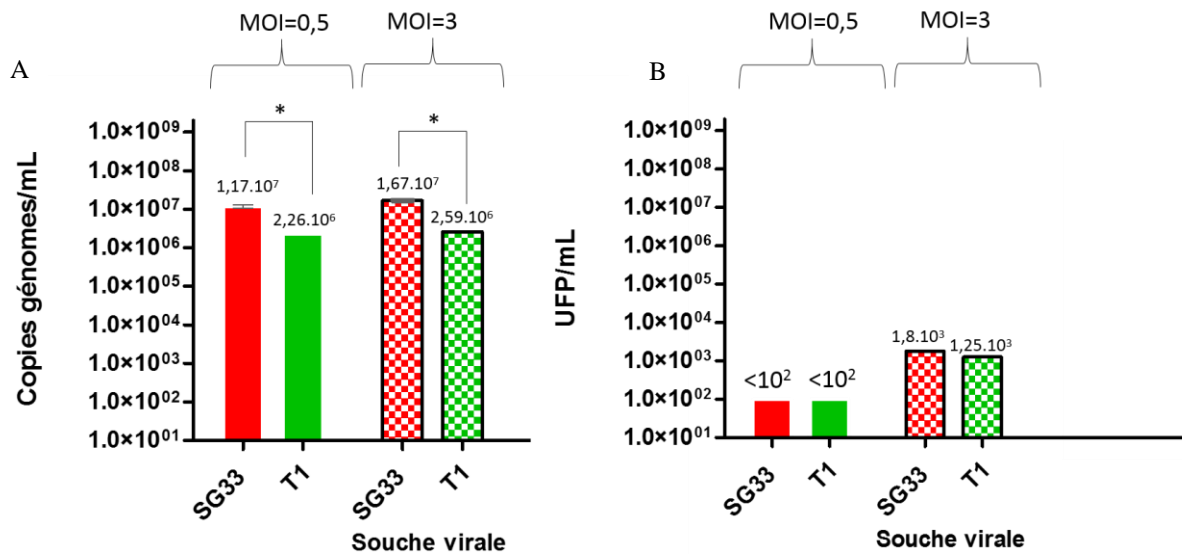 A
MOI=0,5
MOI=3
*
*
Copies génomes/mL
1.0×10⁰⁹
1.0×10⁰⁸
1.0×10⁰⁷
1.0×10⁰⁶
1.0×10⁰⁵
1.0×10⁰⁴
1.0×10⁰³
1.0×10⁰²
1.0×10⁰¹
1,17.10⁷
2,26.10⁶
1,67.10⁷
2,59.10⁶
SG33
T1
SG33
T1
Souche virale
B
MOI=0,5
MOI=3
UFP/mL
1.0×10⁰⁹
1.0×10⁰⁸
1.0×10⁰⁷
1.0×10⁰⁶
1.0×10⁰⁵
1.0×10⁰⁴
1.0×10⁰³
1.0×10⁰²
1.0×10⁰¹
<10²
<10²
1,8.10³
1,25.10³
SG33
T1
SG33
T1
Souche virale